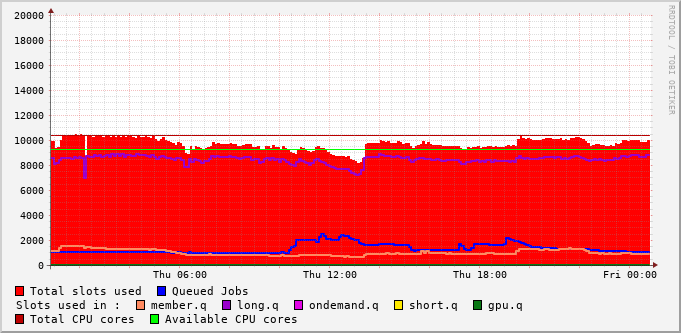 RRDTOOL / TOBI OETIKER
20000
18000
16000
14000
12000
10000
8000
6000
4000
2000
0
Thu 06:00 Thu 12:00 Thu 18:00 Fri 00:00
Total slots used Queued Jobs
Slots used in : member.q long.q ondemand.q short.q gpu.q
Total CPU cores Available CPU cores